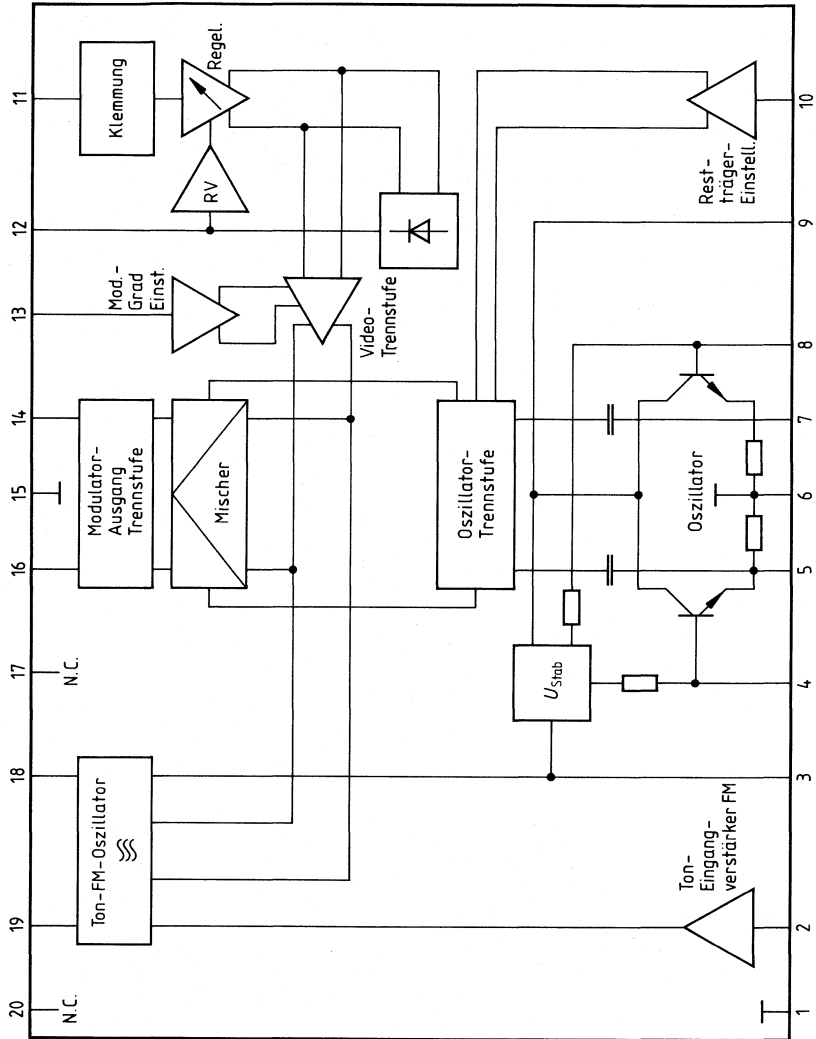 20
19
18
17
16
15
14
13
12
11
N.C.
N.C.
Ton-FM-Oszillator
Modulator-
Ausgang
Trennstufe
Mischer
Mod.-
Grad
Einst.
RV
Klemmung
Regel.
Video-
Trennstufe
Oszillator-
Trennstufe
UStab
Oszillator
Ton-
Eingang-
verstärker FM
Rest-
träger-
Einstell.
1
2
3
4
5
6
7
8
9
10